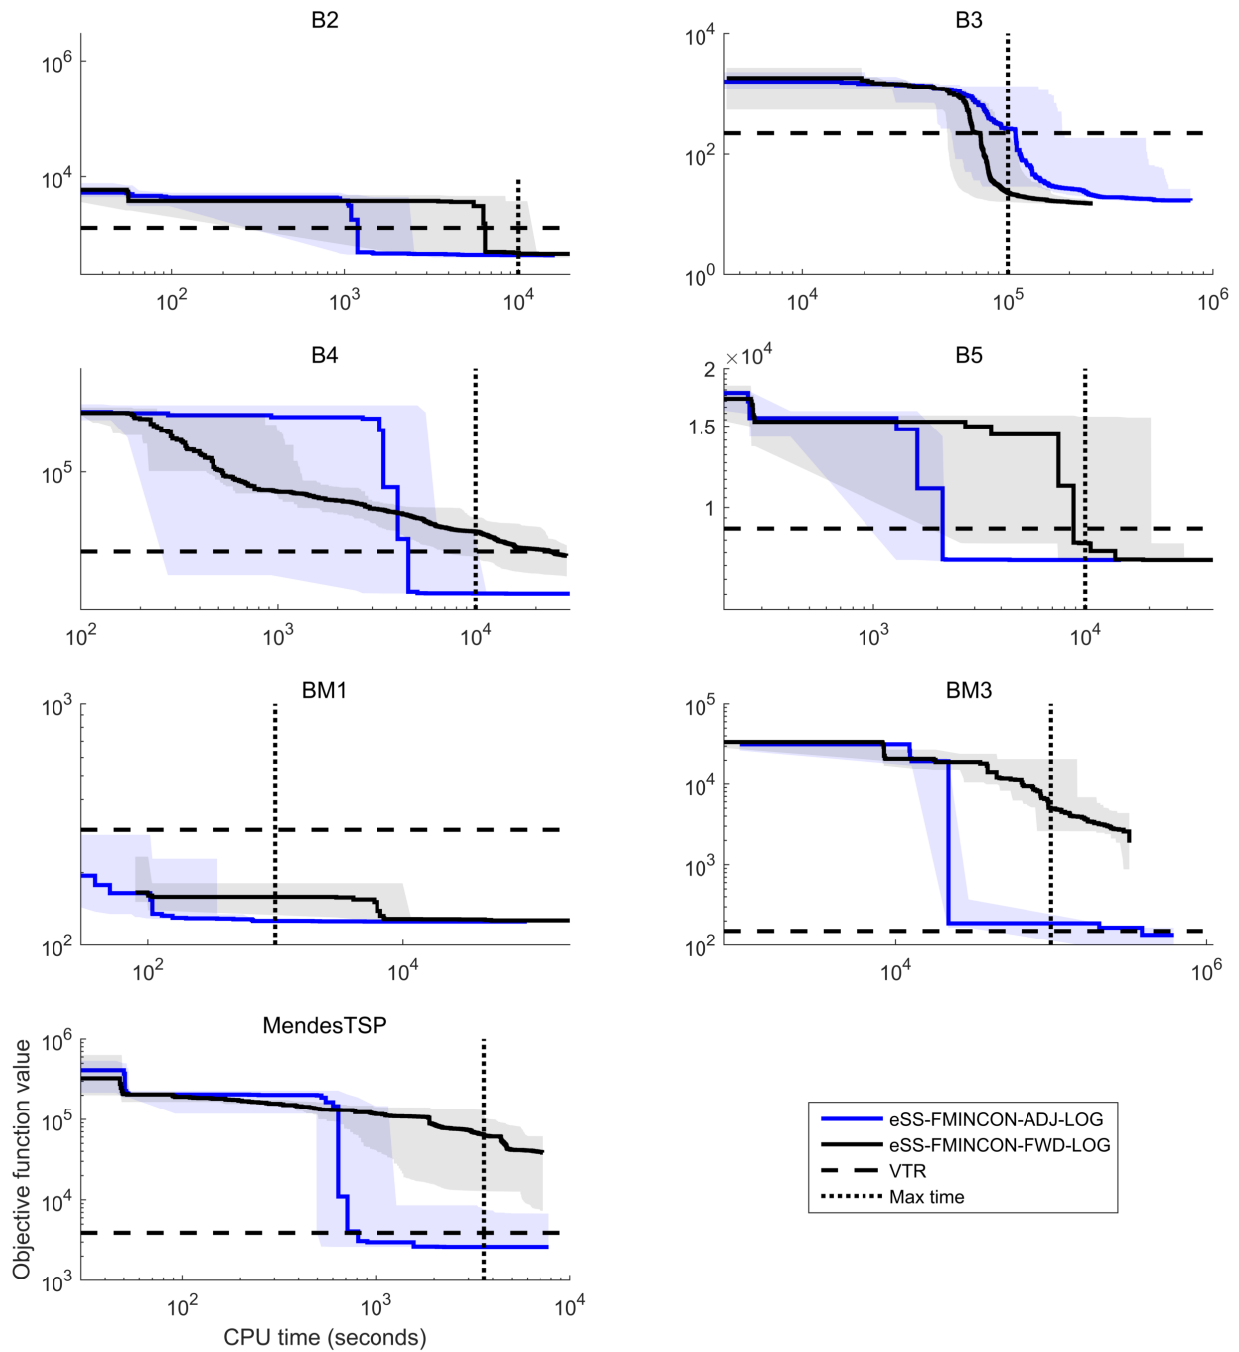 B2
10^6
10^4
10^2
10^3
10^4
B3
10^4
10^2
10^0
10^4
10^5
10^6
B4
10^5
10^2
10^3
10^4
B5
×10^4
2
1.5
1
10^3
10^4
BM1
10^3
10^2
10^2
10^4
BM3
10^5
10^4
10^3
10^2
10^4
10^6
MendesTSP
10^6
10^5
10^4
10^3
10^2
10^3
10^4
Objective function value
CPU time (seconds)
eSS-FMINCON-ADJ-LOG
eSS-FMINCON-FWD-LOG
VTR
Max time